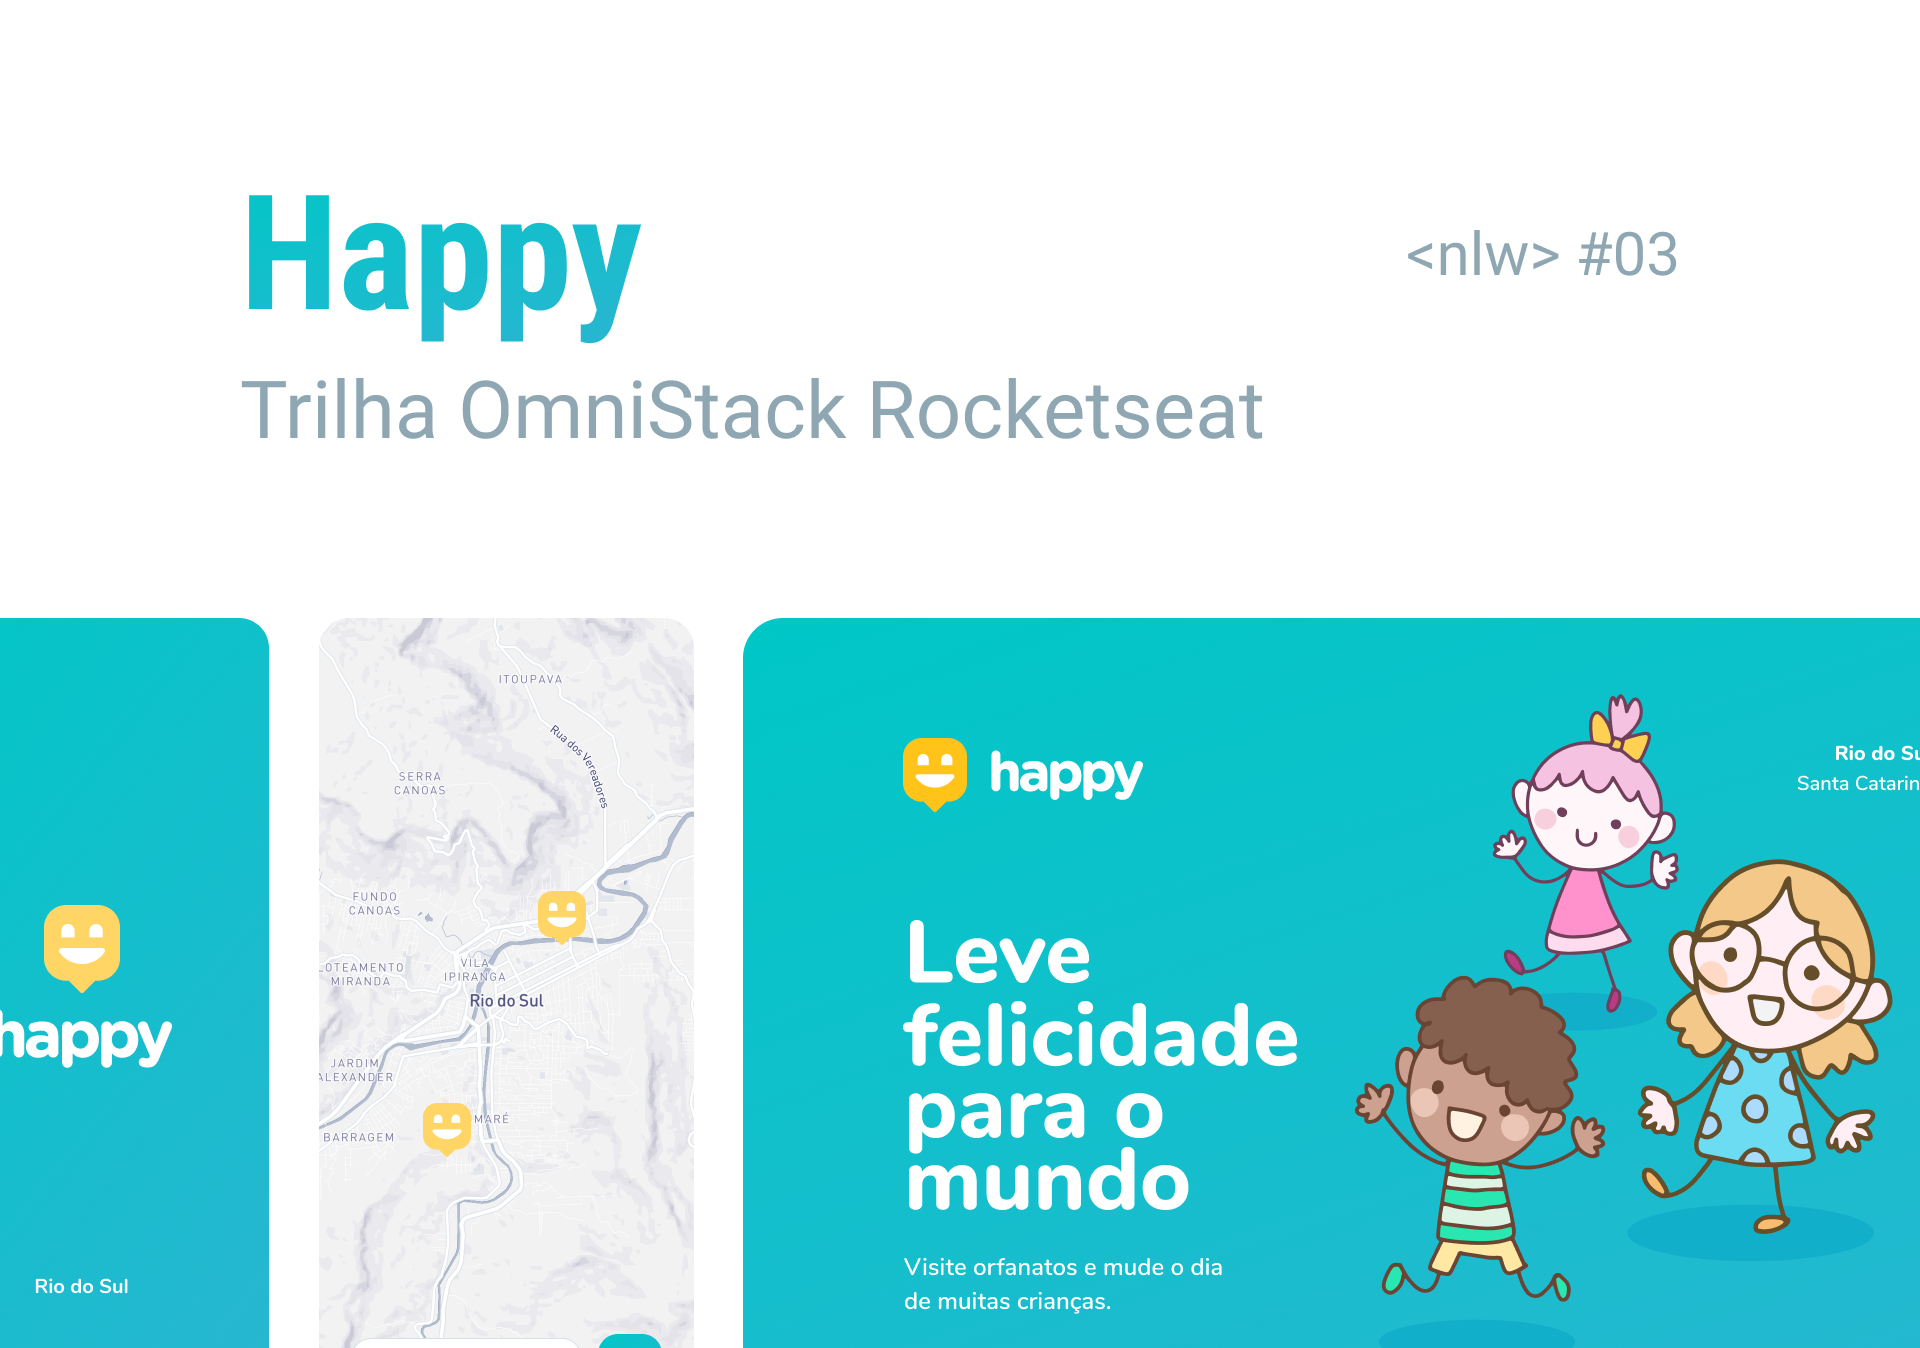 Happy
<nlw> #03
Trilha OmniStack Rocketseat
happy
Rio do Sul
ITOUPAVA
Rua dos Vereadores
SERRA
CANOAS
FUNDO
CANOAS
LOTEAMENTO
MIRANDA
VILA
IPIRANGA
Rio do Sul
JARDIM
ALEXANDER
MARÉ
BARRAGEM
happy
Rio do Su
Santa Catarin
Leve
felicidade
para o
mundo
Visite orfanatos e mude o dia
de muitas crianças.